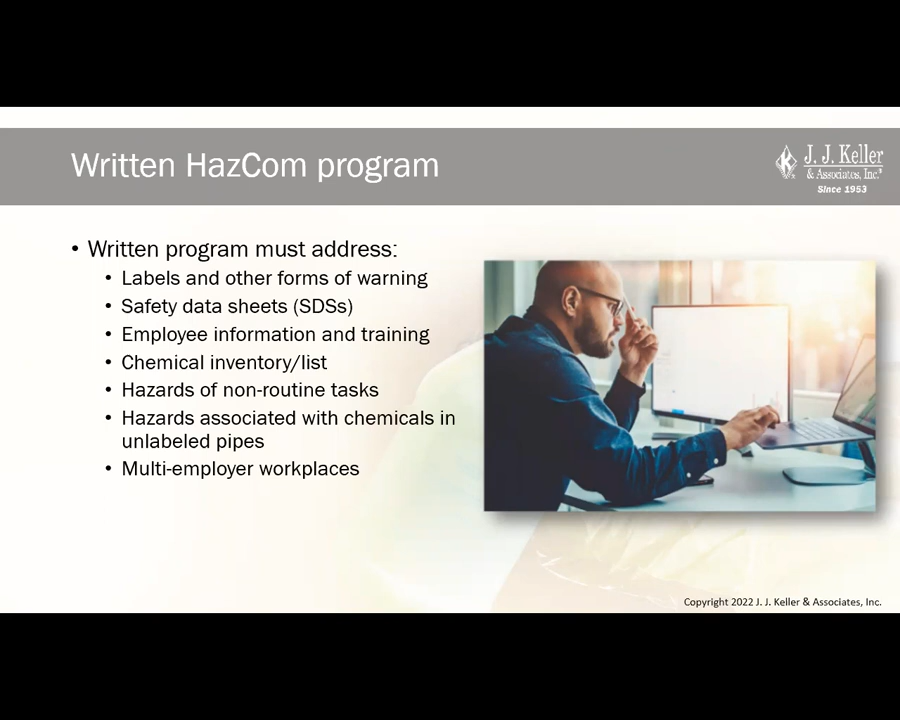 Written HazCom program
J. J. Keller
& Associates, Inc.®
Since 1953
• Written program must address:
• Labels and other forms of warning
• Safety data sheets (SDSs)
• Employee information and training
• Chemical inventory/list
• Hazards of non-routine tasks
• Hazards associated with chemicals in
unlabeled pipes
• Multi-employer workplaces
Copyright 2022 J. J. Keller & Associates, Inc.